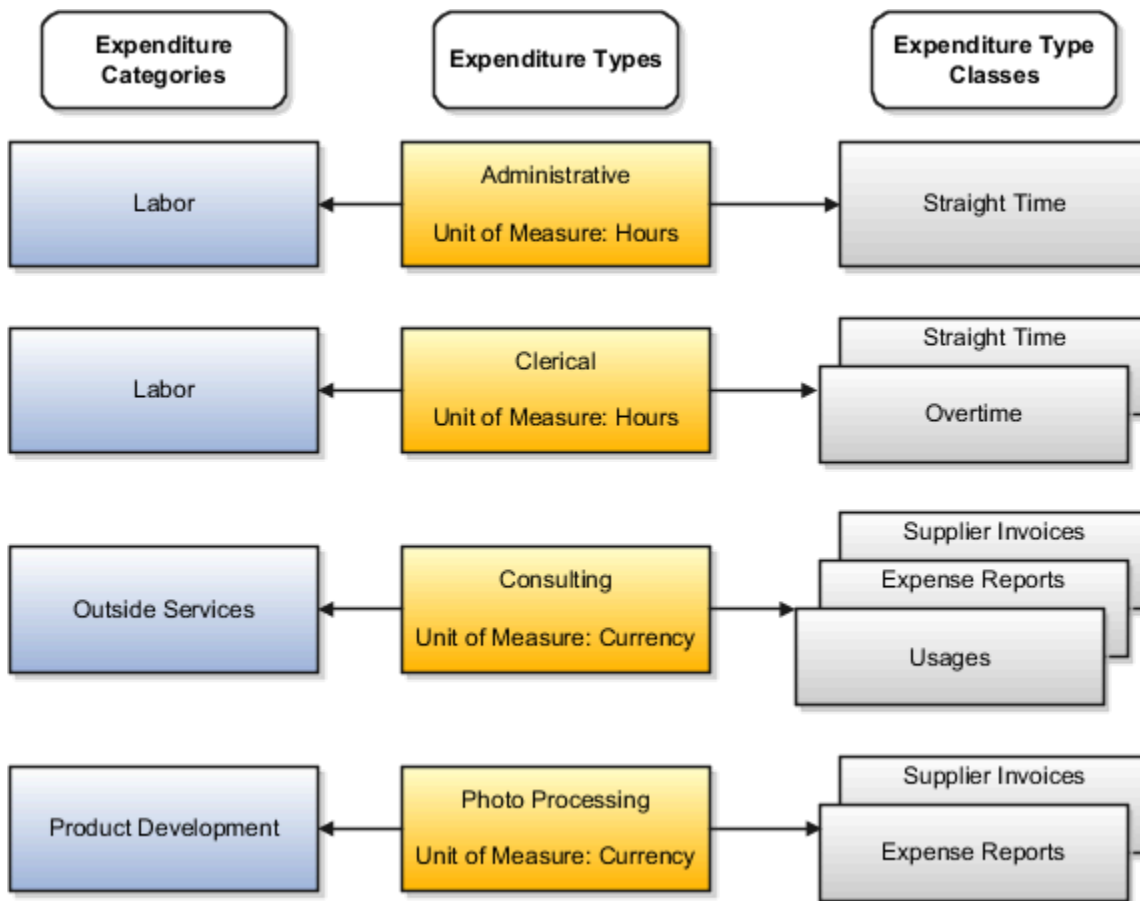 Expenditure
Categories
Expenditure Types
Expenditure Type
Classes
Labor
Administrative
Unit of Measure: Hours
Straight Time
Labor
Clerical
Unit of Measure: Hours
Straight Time
Overtime
Outside Services
Consulting
Unit of Measure: Currency
Supplier Invoices
Expense Reports
Usages
Product Development
Photo Processing
Unit of Measure: Currency
Supplier Invoices
Expense Reports